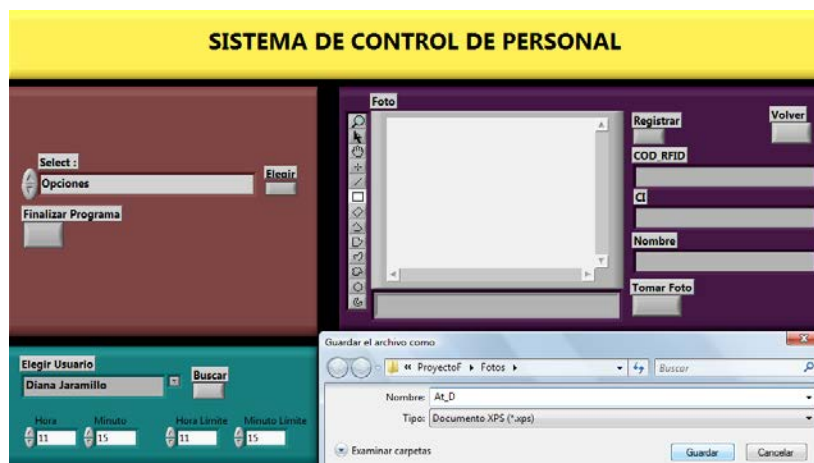 SISTEMA DE CONTROL DE PERSONAL
Select :
Opciones
Elegir
Finalizar Programa
Foto
Registrar
Volver
COD_RFID
CI
Nombre
Tomar Foto
Elegir Usuario
Diana Jaramillo
Buscar
Hora
Minuto
Hora Limite
Minuto Limite
11
15
11
15
Guardar el archivo como
« ProyectoF ▸ Fotos ▸
Buscar
Nombre: At_D
Tipo: Documento XPS (*.xps)
Examinar carpetas
Guardar
Cancelar